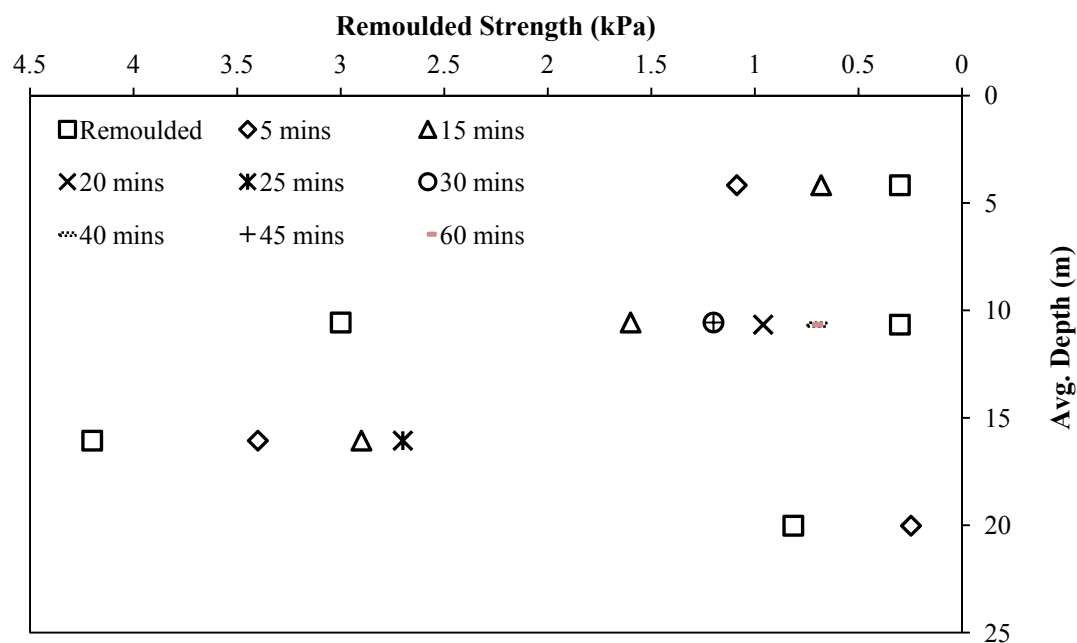 Remoulded Strength (kPa)
4.5 4 3.5 3 2.5 2 1.5 1 0.5 0
0
Remoulded 5 mins 15 mins
20 mins 25 mins 30 mins
5
40 mins 45 mins 60 mins
10
Avg. Depth (m)
15
20
25